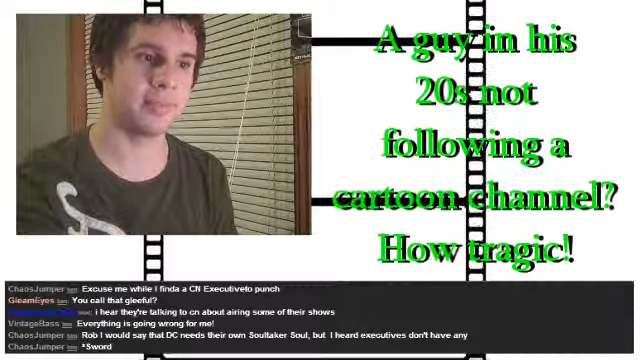 A guy in his
20s not
following a
cartoon channel?
How tragic!
ChaosJumper Excuse me while I finda a CN Executiveto punch
GleamEyes You call that gleeful?
i hear they're talking to cn about airing some of their shows
VintageBass Everything is going wrong for me!
ChaosJumper Rob I would say that DC needs their own Soultaker Soul, but I heard executives don't have any
ChaosJumper *Sword